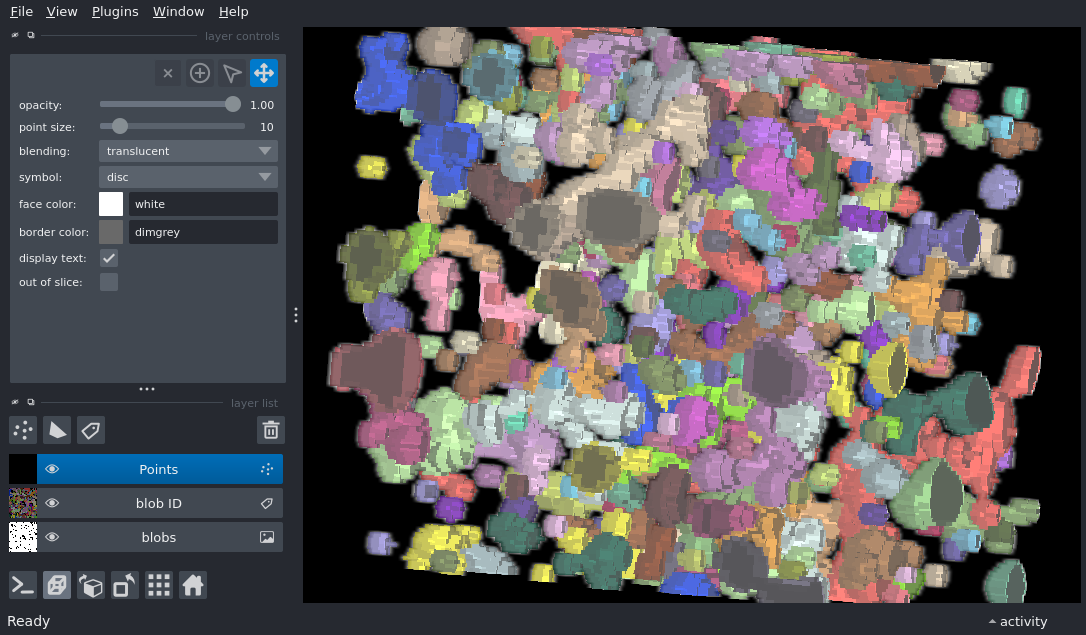 File View Plugins Window Help
layer controls
opacity: 1.00
point size: 10
blending: translucent
symbol: disc
face color: white
border color: dimgrey
display text:
out of slice:
layer list
Points
blob ID
blobs
Ready
activity